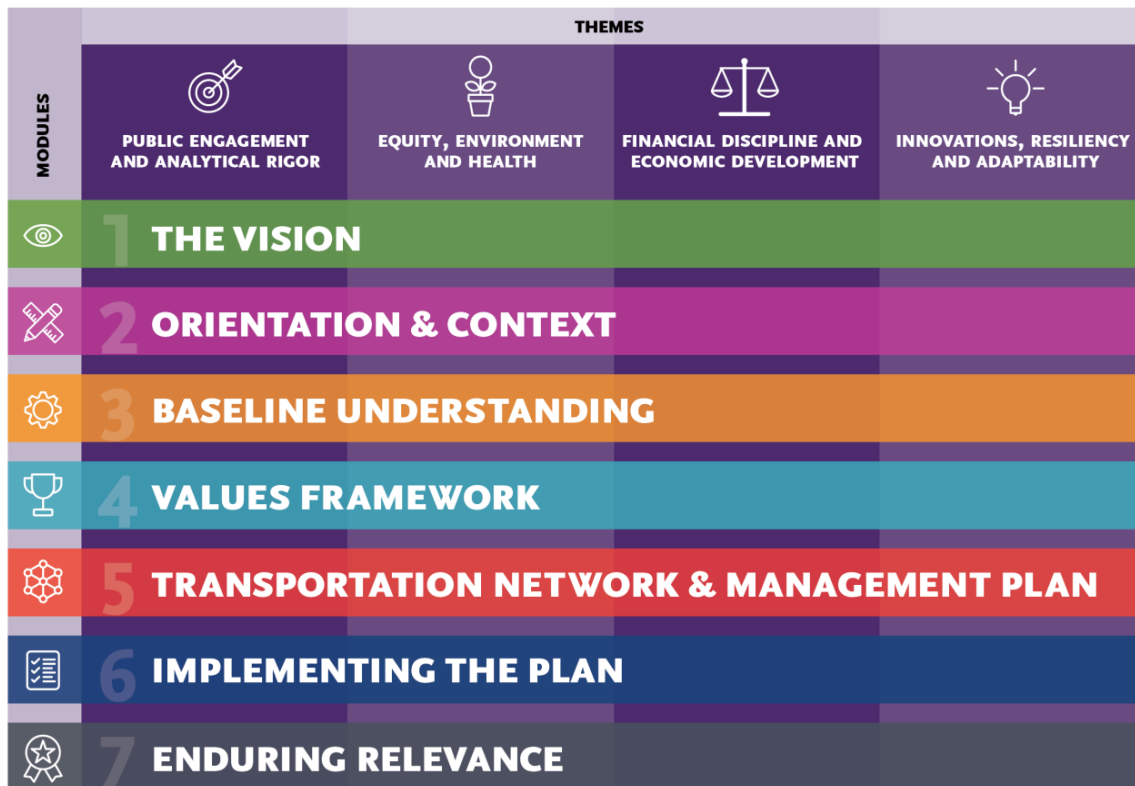 THEMES
MODULES
PUBLIC ENGAGEMENT
AND ANALYTICAL RIGOR
EQUITY, ENVIRONMENT
AND HEALTH
FINANCIAL DISCIPLINE AND
ECONOMIC DEVELOPMENT
INNOVATIONS, RESILIENCY
AND ADAPTABILITY
1 THE VISION
2 ORIENTATION & CONTEXT
3 BASELINE UNDERSTANDING
4 VALUES FRAMEWORK
5 TRANSPORTATION NETWORK & MANAGEMENT PLAN
6 IMPLEMENTING THE PLAN
7 ENDURING RELEVANCE